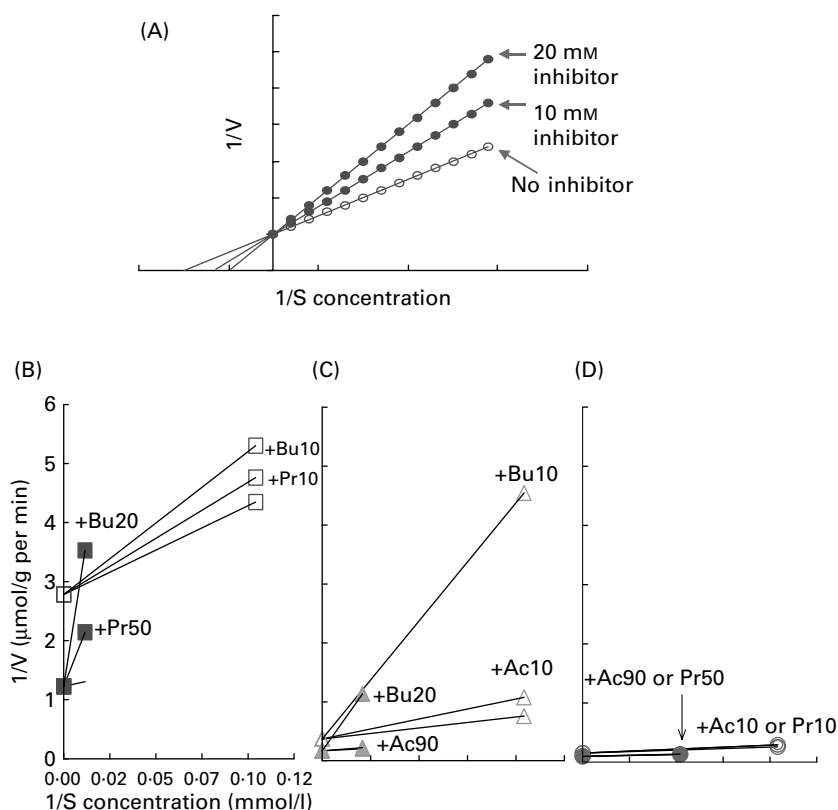 (A)
20 mM
inhibitor
10 mM
inhibitor
No inhibitor
1/V
1/S concentration
(B)
(C)
(D)
6
5
4
3
2
1
0
+Bu10
+Pr10
+Bu20
+Pr50
1/V (μmol/g per min)
0·00 0·02 0·05 0·07 0·10 0·12
1/S concentration (mmol/l)
+Bu10
+Ac10
+Bu20
+Ac90
+Ac90 or Pr50
+Ac10 or Pr10